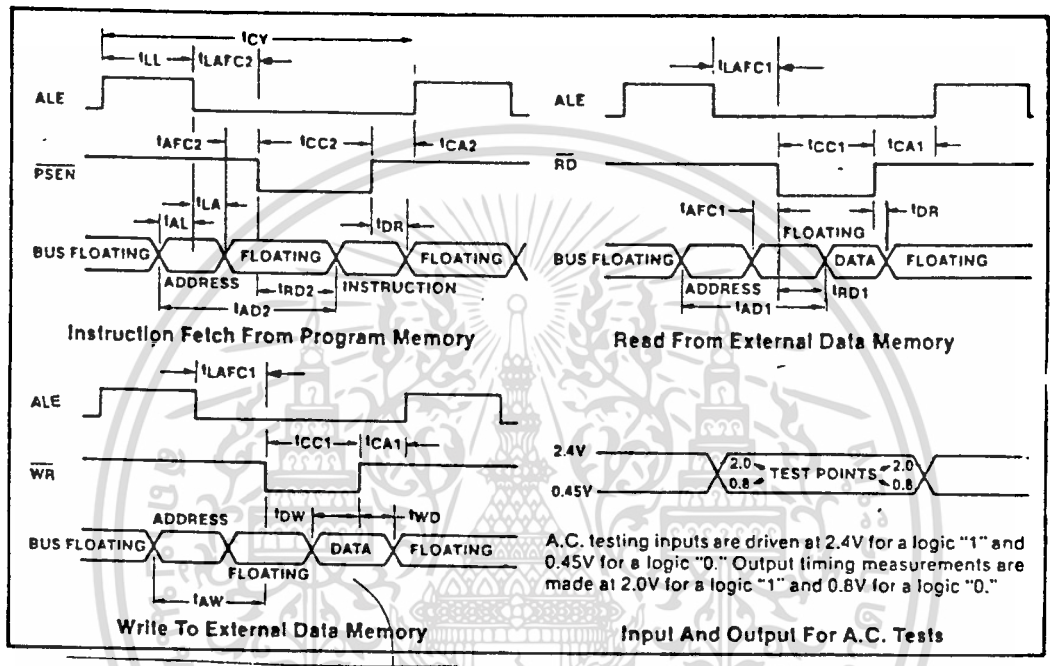 tCY
tLL tLAFC2
ALE
tAFC2 tCC2 tCA2
PSEN
tLA
tAL tDR
BUS FLOATING FLOATING FLOATING
ADDRESS tRD2 INSTRUCTION
tAD2
Instruction Fetch From Program Memory
tLAFC1
ALE
tCC1 tCA1
RD
tAFC1 tDR
FLOATING
BUS FLOATING DATA FLOATING
ADDRESS tRD1
tAD1
Read From External Data Memory
tLAFC1
ALE
tCC1 tCA1
WR
ADDRESS tDW tWD
BUS FLOATING DATA FLOATING
FLOATING
tAW
Write To External Data Memory
2.4V
2.0 TEST POINTS 2.0
0.8 0.8
0.45V
A.C. testing inputs are driven at 2.4V for a logic "1" and
0.45V for a logic "0." Output timing measurements are
made at 2.0V for a logic "1" and 0.8V for a logic "0."
Input And Output For A.C. Tests